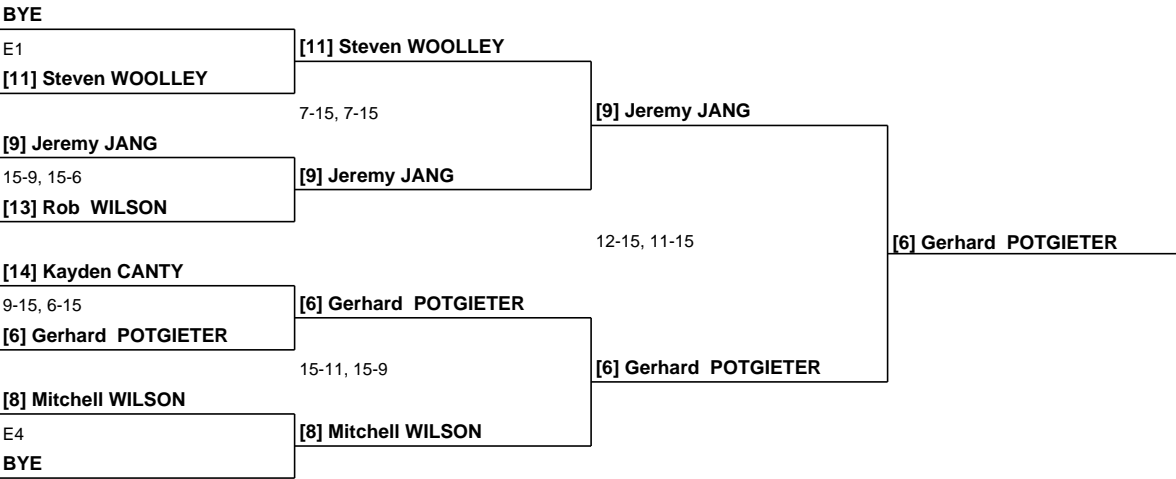 BYE
E1
[11] Steven WOOLLEY
[11] Steven WOOLLEY
7-15, 7-15
[9] Jeremy JANG
[9] Jeremy JANG
15-9, 15-6
[9] Jeremy JANG
[13] Rob  WILSON
12-15, 11-15
[6] Gerhard  POTGIETER
[14] Kayden CANTY
9-15, 6-15
[6] Gerhard  POTGIETER
[6] Gerhard  POTGIETER
15-11, 15-9
[6] Gerhard  POTGIETER
[8] Mitchell WILSON
E4
[8] Mitchell WILSON
BYE